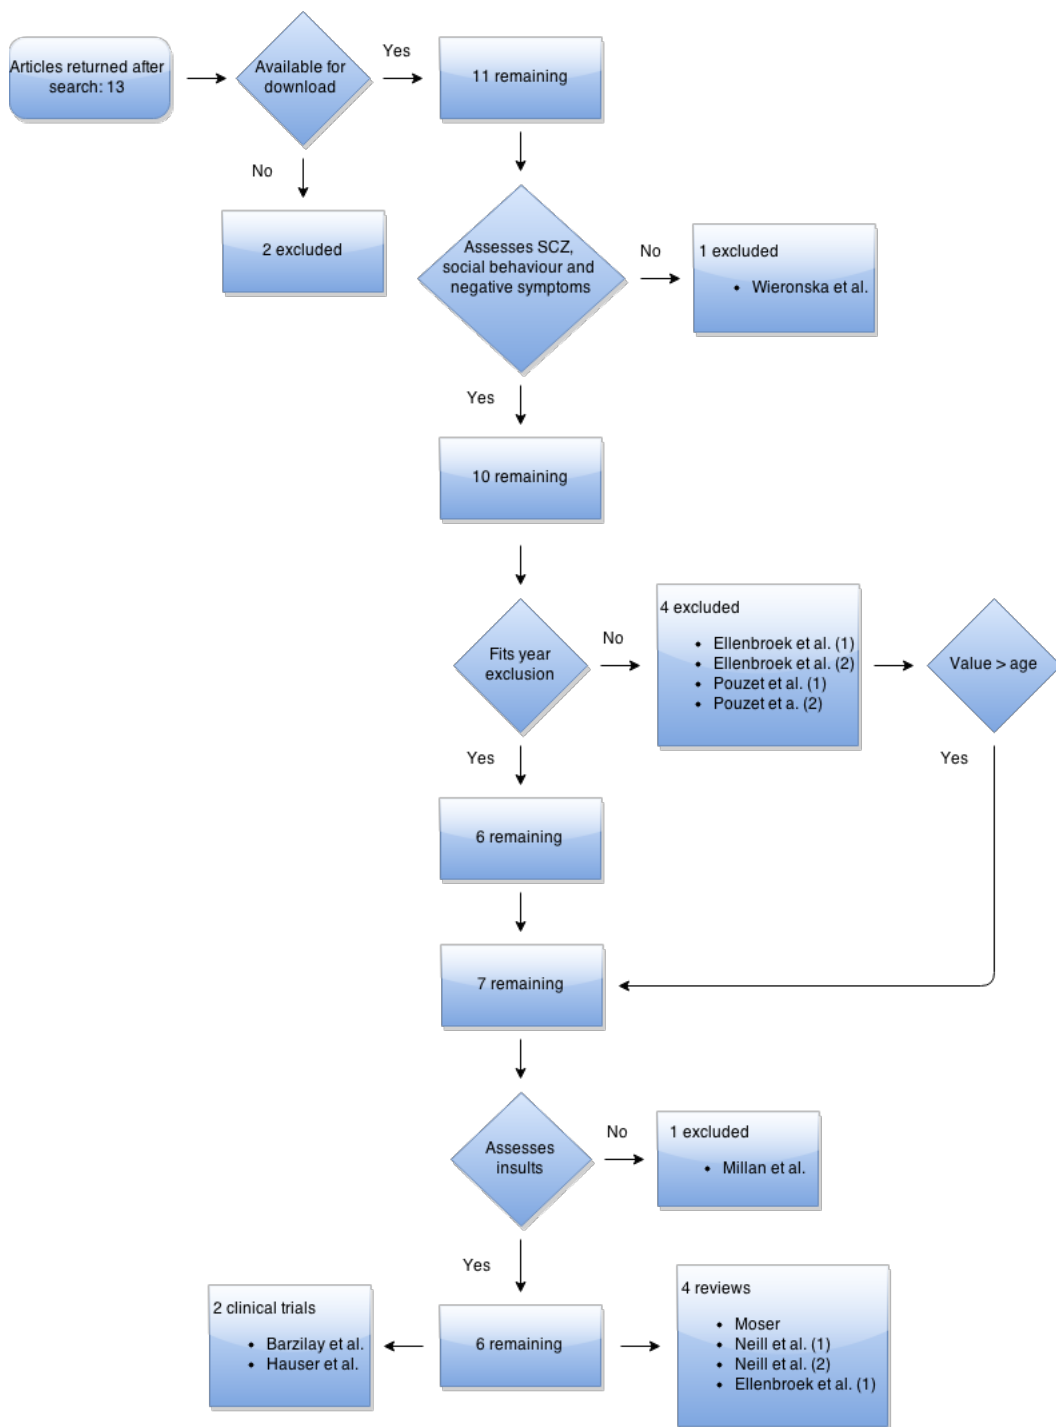 Articles returned after
search: 13
Available for
download
Yes
11 remaining
No
2 excluded
Assesses SCZ,
social behaviour and
negative symptoms
No
1 excluded
• Wieronska et al.
Yes
10 remaining
Fits year
exclusion
No
4 excluded
• Ellenbroek et al. (1)
• Ellenbroek et al. (2)
• Pouzet et al. (1)
• Pouzet et a. (2)
Value > age
Yes
Yes
6 remaining
7 remaining
Assesses
insults
No
1 excluded
• Millan et al.
Yes
2 clinical trials
• Barzilay et al.
• Hauser et al.
6 remaining
4 reviews
• Moser
• Neill et al. (1)
• Neill et al. (2)
• Ellenbroek et al. (1)